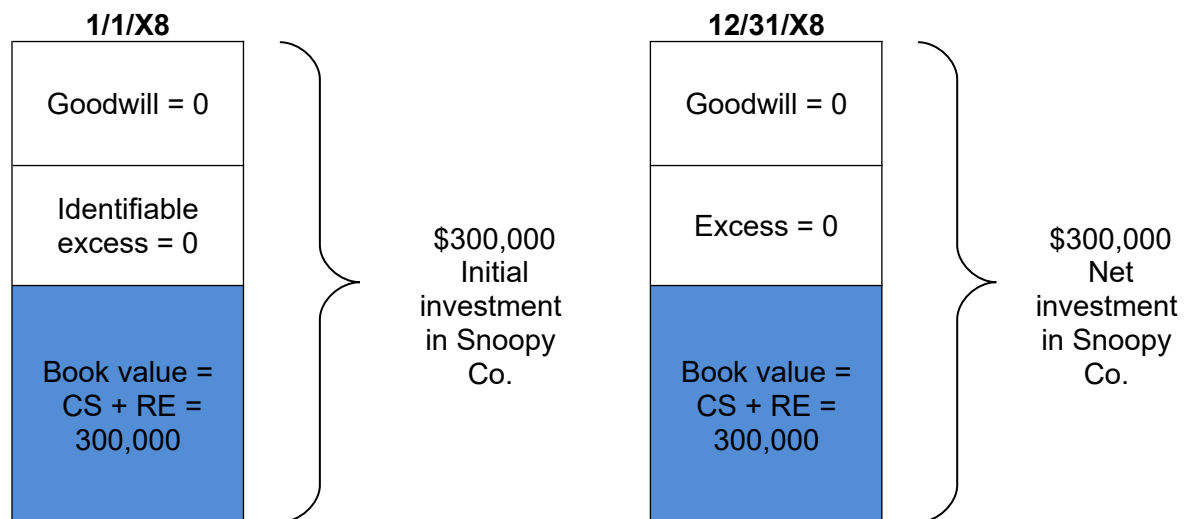 1/1/X8
Goodwill = 0
Identifiable
excess = 0
Book value =
CS + RE =
300,000
$300,000
Initial
investment
in Snoopy
Co.
12/31/X8
Goodwill = 0
Excess = 0
Book value =
CS + RE =
300,000
$300,000
Net
investment
in Snoopy
Co.